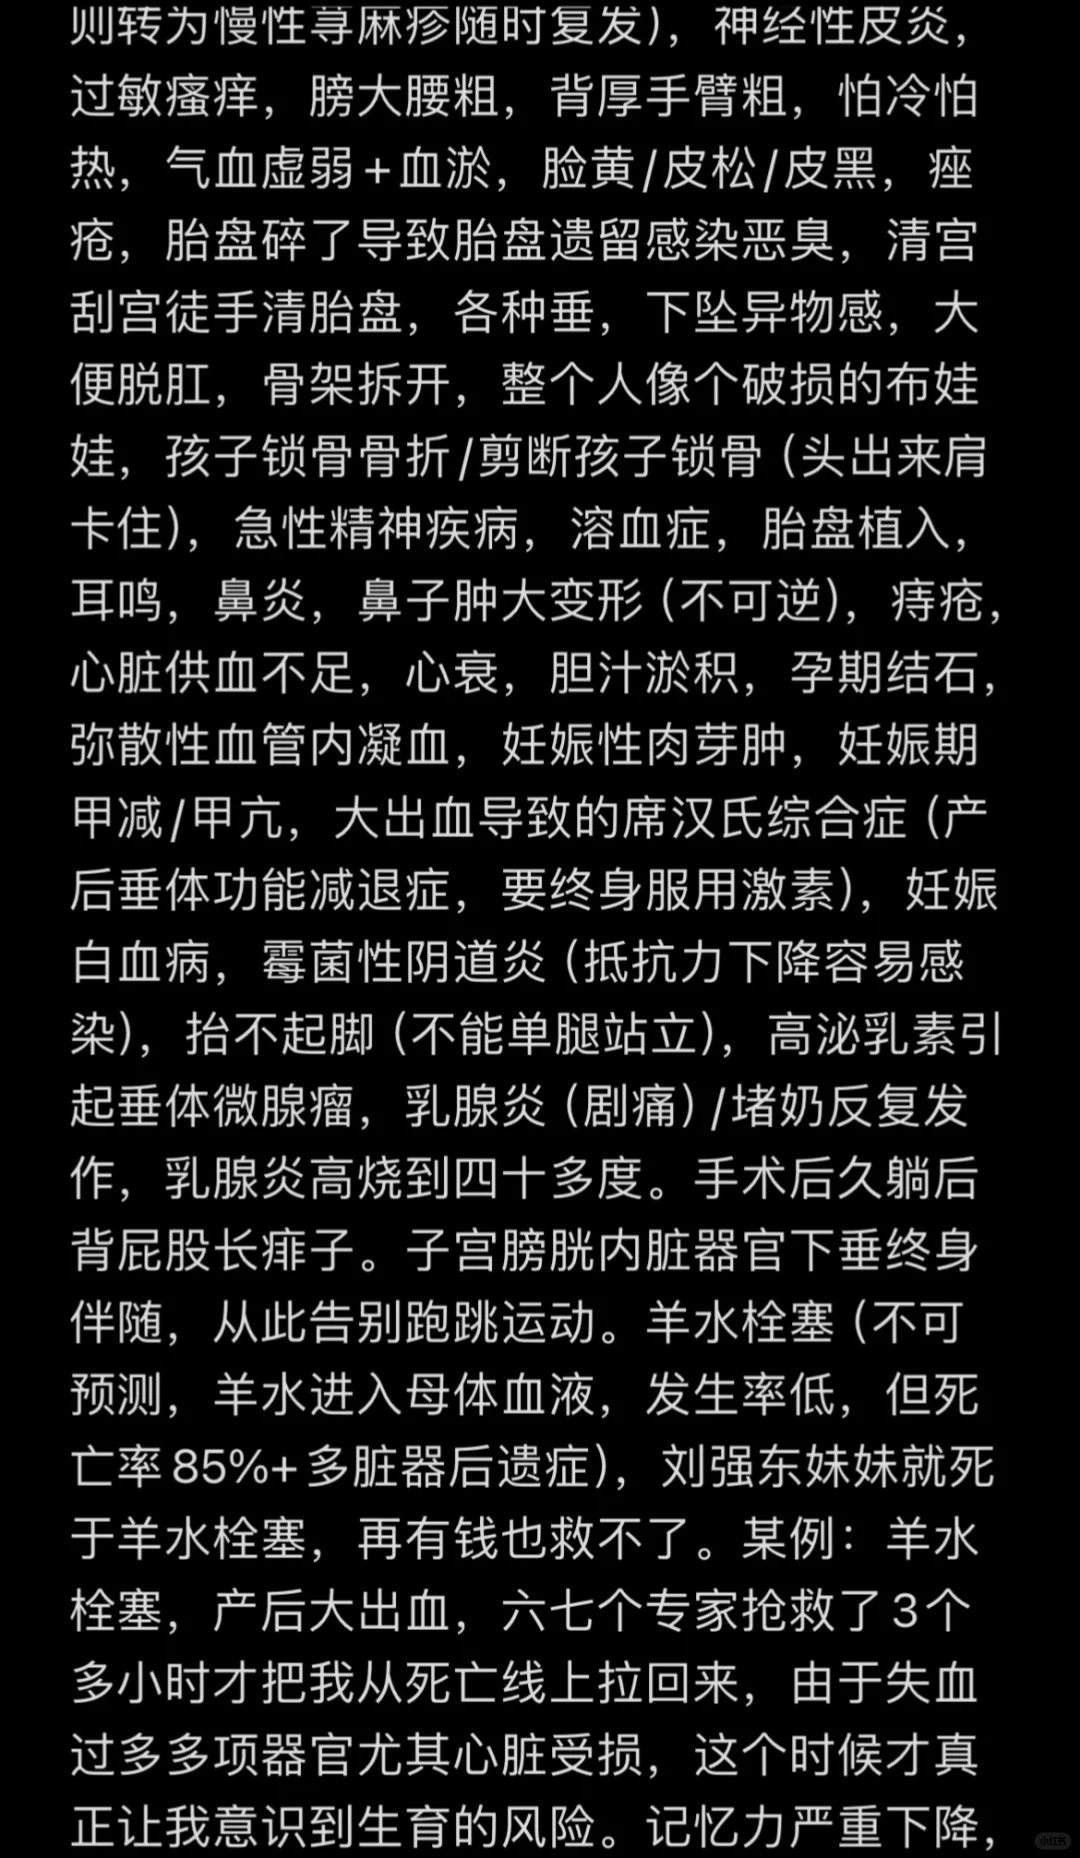 则转为慢性荨麻疹随时复发)，神经性皮炎，
过敏瘙痒，膀大腰粗，背厚手臂粗，怕冷怕
热，气血虚弱+血淤，脸黄/皮松/皮黑，痤
疮，胎盘碎了导致胎盘遗留感染恶臭，清宫
刮宫徒手清胎盘，各种垂，下坠异物感，大
便脱肛，骨架拆开，整个人像个破损的布娃
娃，孩子锁骨骨折/剪断孩子锁骨（头出来肩
卡住)，急性精神疾病，溶血症，胎盘植入，
耳鸣，鼻炎，鼻子肿大变形（不可逆)，痔疮，
心脏供血不足，心衰，胆汁淤积，孕期结石，
弥散性血管内凝血，妊娠性肉芽肿，妊娠期
甲减/甲亢，大出血导致的席汉氏综合症（产
后垂体功能减退症，要终身服用激素)，妊娠
白血病，霉菌性阴道炎（抵抗力下降容易感
染)，抬不起脚（不能单腿站立)，高泌乳素引
起垂体微腺瘤，乳腺炎（剧痛）/堵奶反复发
作，乳腺炎高烧到四十多度。手术后久躺后
背屁股长痱子。子宫膀胱内脏器官下垂终身
伴随，从此告别跑跳运动。羊水栓塞（不可
预测，羊水进入母体血液，发生率低，但死
亡率85%+多脏器后遗症)，刘强东妹妹就死
于羊水栓塞，再有钱也救不了。某例：羊水
栓塞，产后大出血，六七个专家抢救了3个
多小时才把我从死亡线上拉回来，由于失血
过多多项器官尤其心脏受损，这个时候才真
正让我意识到生育的风险。记忆力严重下降，
小红书